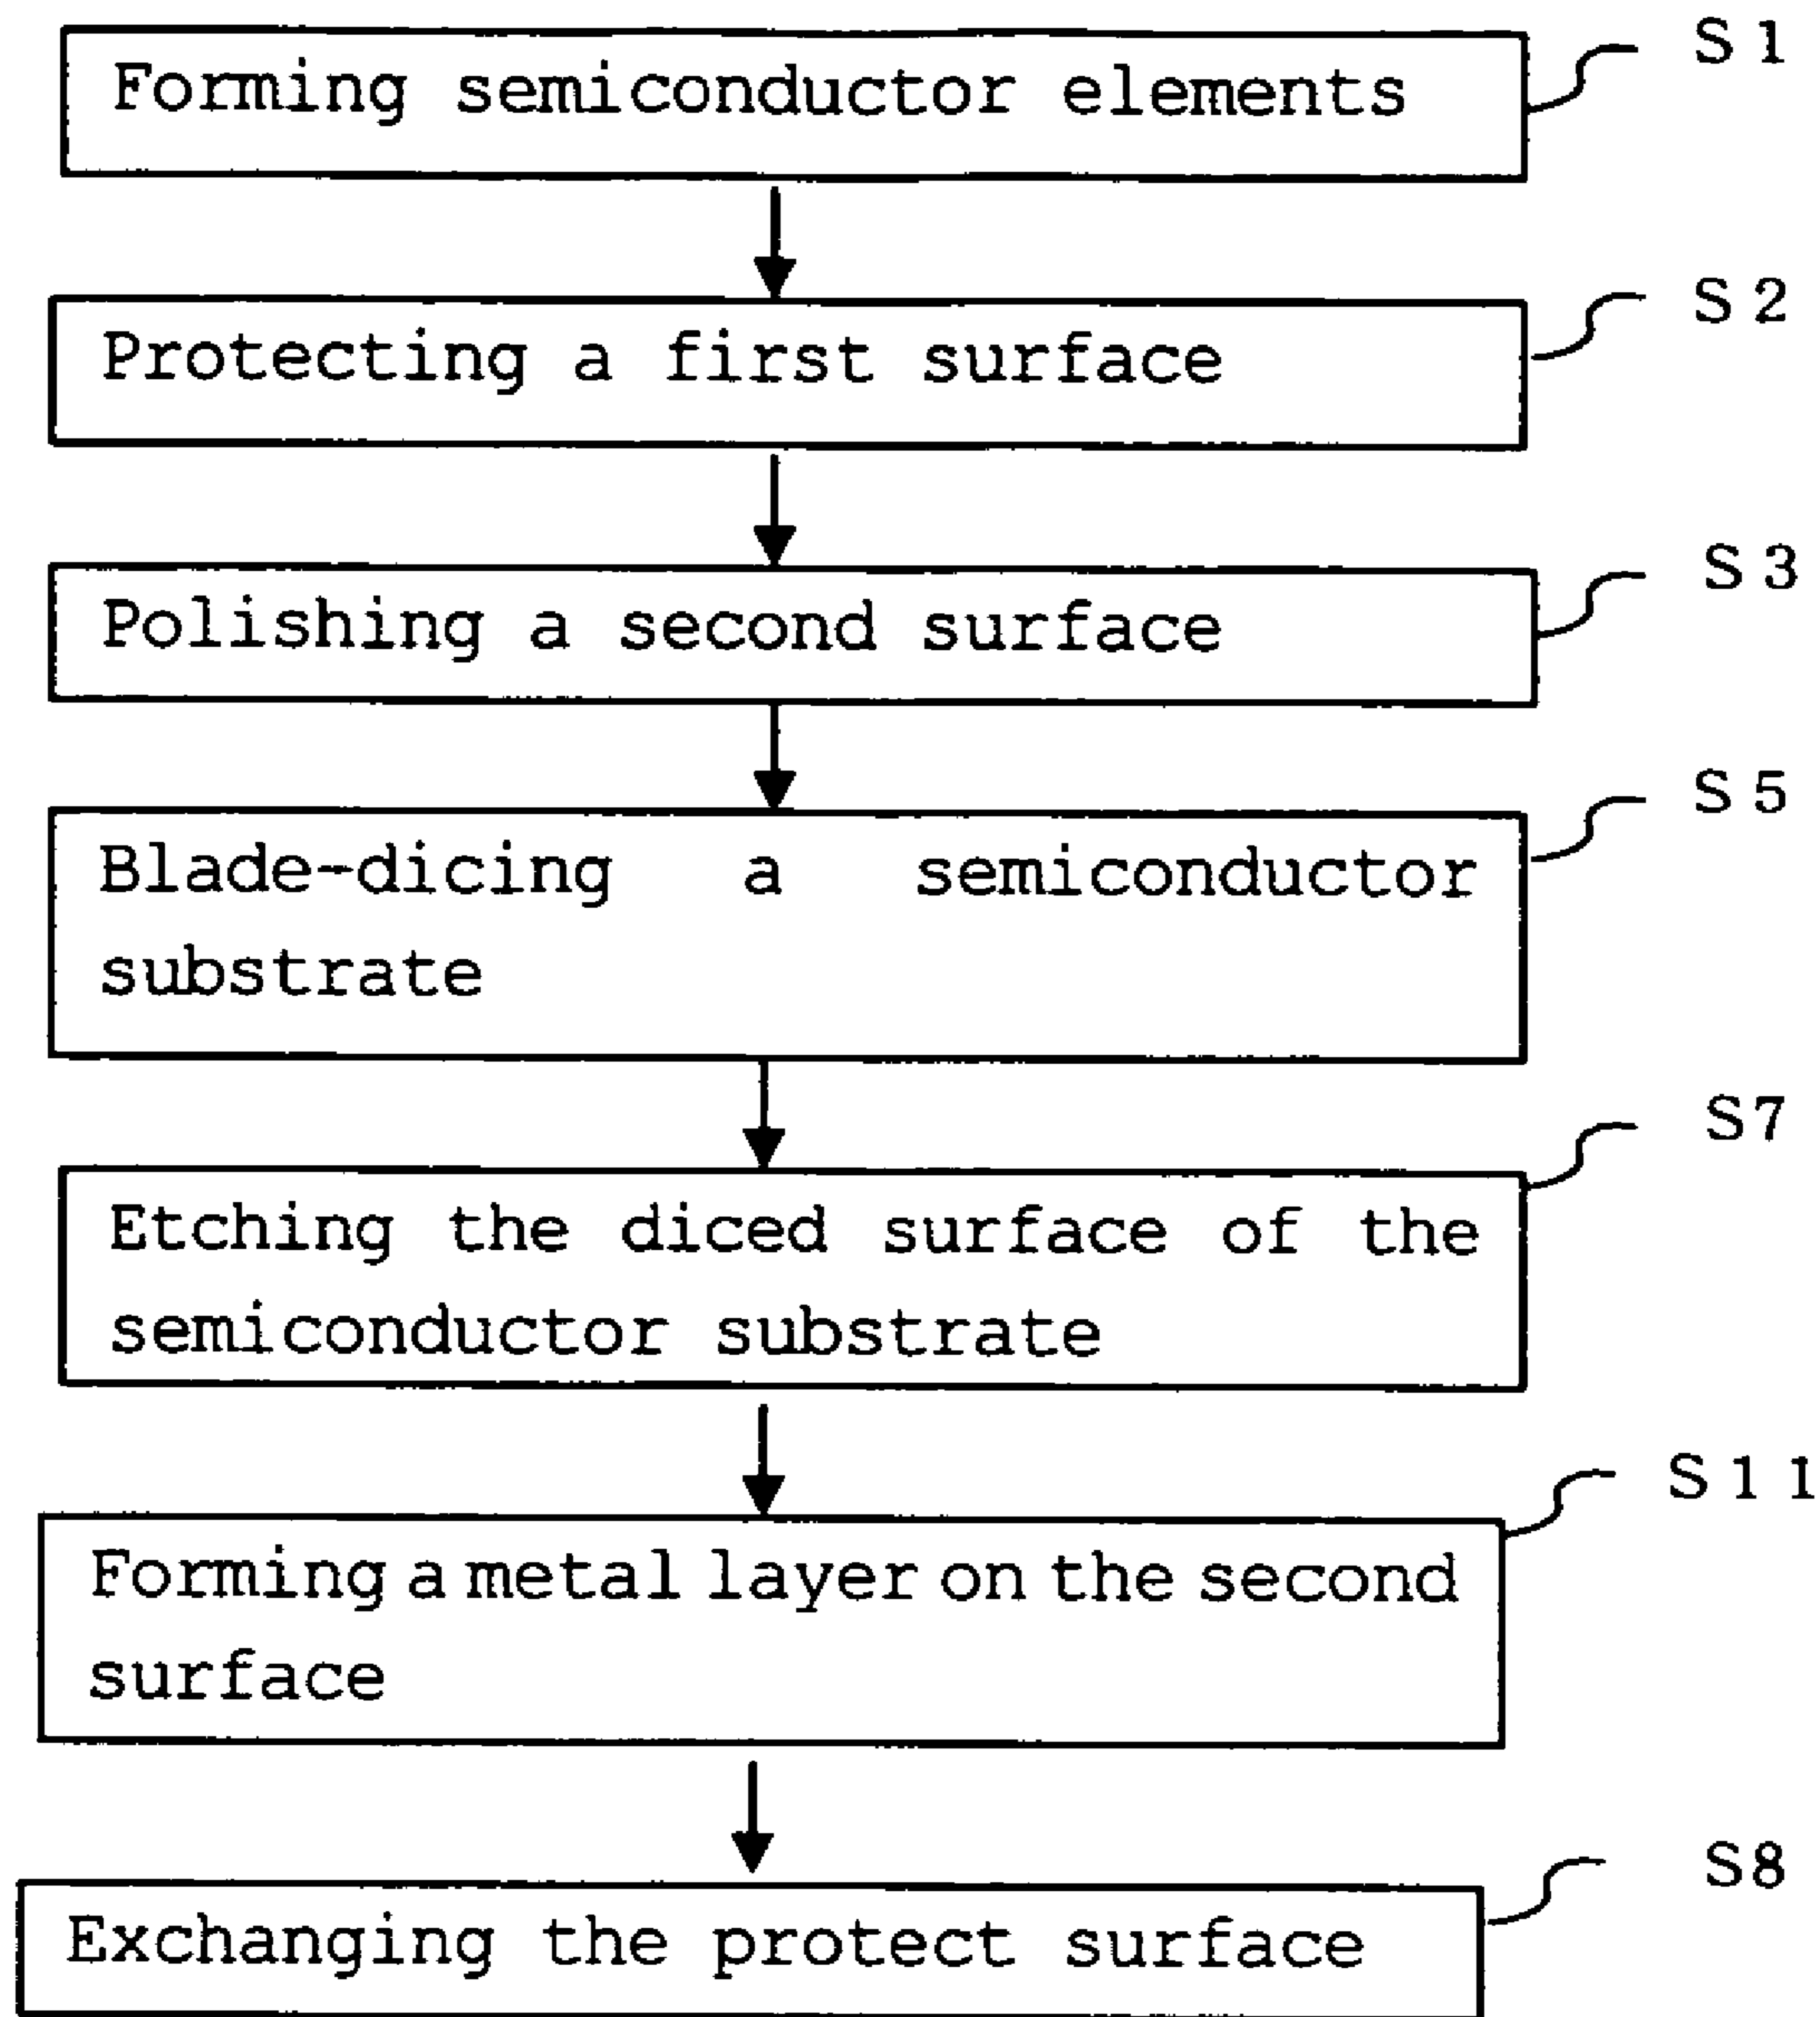 S1
Forming semiconductor elements
S2
Protecting a first surface
S3
Polishing a second surface
S5
Blade-dicing a semiconductor
substrate
S7
Etching the diced surface of the
semiconductor substrate
S11
Forming a metal layer on the second
surface
S8
Exchanging the protect surface